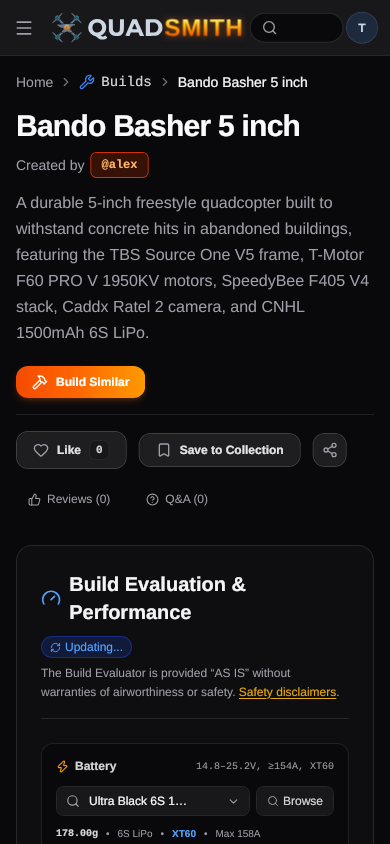 QUADSMITH
T
Home > Builds > Bando Basher 5 inch
Bando Basher 5 inch
Created by @alex
A durable 5-inch freestyle quadcopter built to
withstand concrete hits in abandoned buildings,
featuring the TBS Source One V5 frame, T-Motor
F60 PRO V 1950KV motors, SpeedyBee F405 V4
stack, Caddx Ratel 2 camera, and CNHL
1500mAh 6S LiPo.
Build Similar
Like 0 Save to Collection
Reviews (0) Q&A (0)
Build Evaluation &
Performance
Updating...
The Build Evaluator is provided “AS IS” without
warranties of airworthiness or safety. Safety disclaimers.
Battery 14.8–25.2V, ≥154A, XT60
Ultra Black 6S 1… Browse
178.00g • 6S LiPo • XT60 • Max 158A